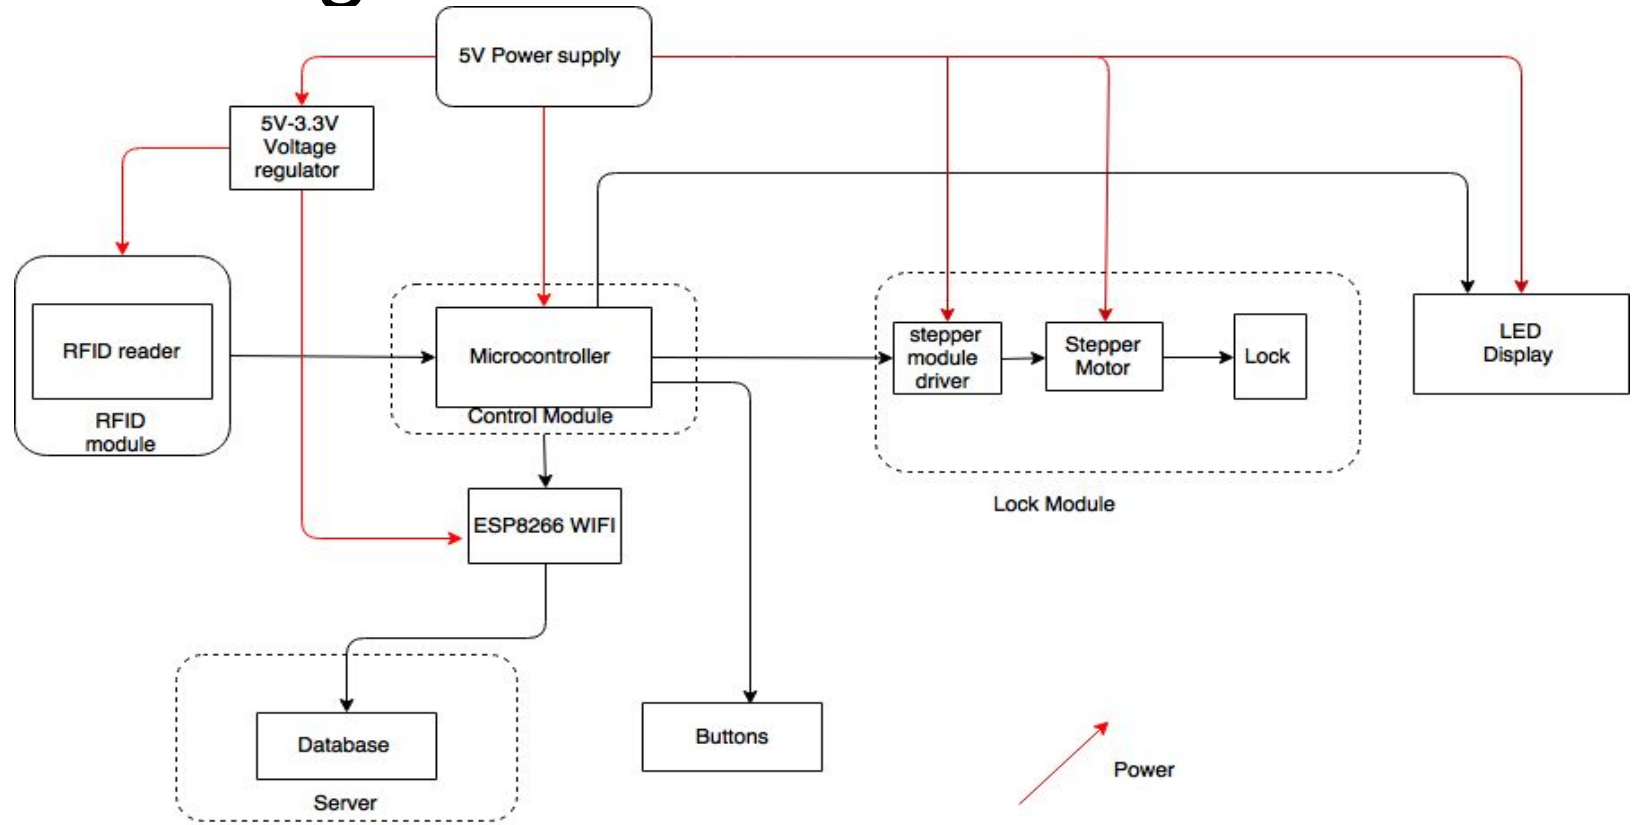 5V Power supply
5V-3.3V
Voltage
regulator
RFID reader
RFID
module
Microcontroller
Control Module
stepper
module
driver
Stepper
Motor
Lock
LED
Display
Lock Module
ESP8266 WIFI
Database
Server
Buttons
Power